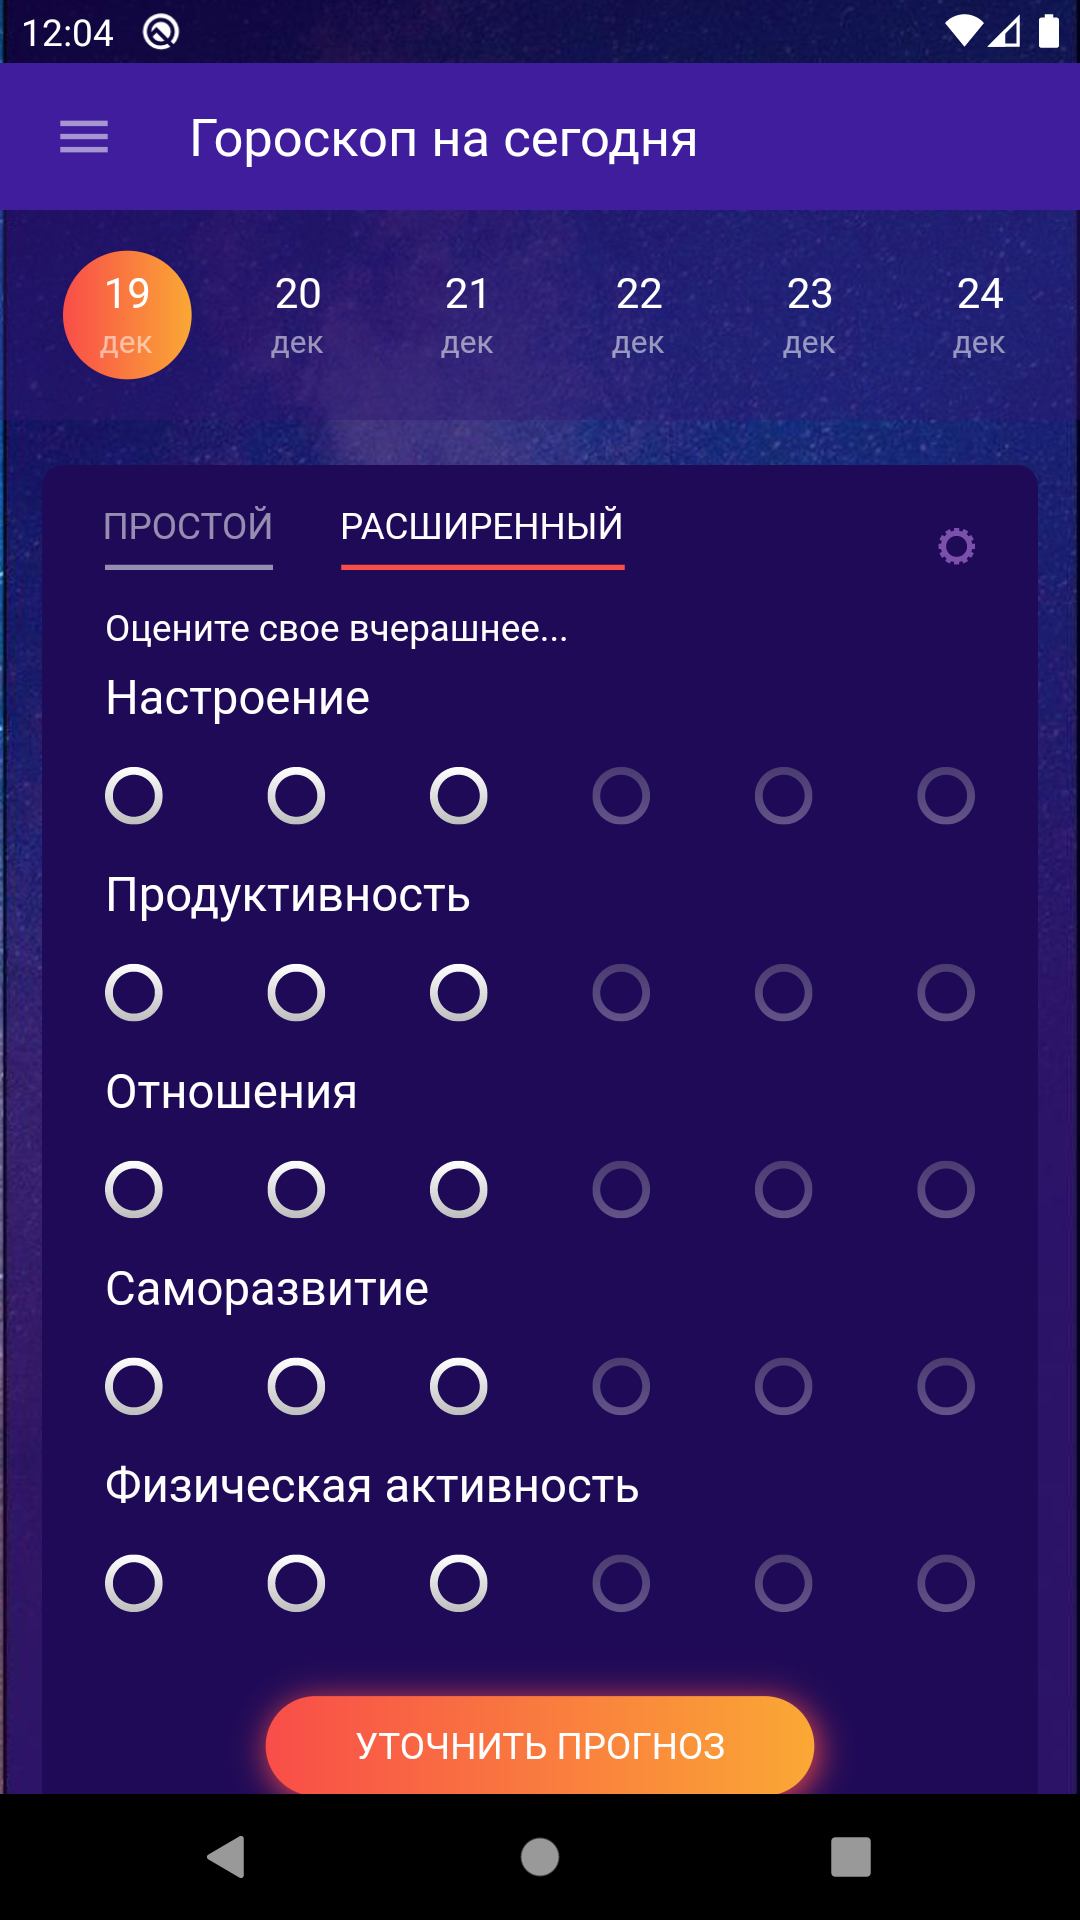 12:04
Гороскоп на сегодня
19 20 21 22 23 24
дек дек дек дек дек дек
ПРОСТОЙ РАСШИРЕННЫЙ
Оцените свое вчерашнее...
Настроение
Продуктивность
Отношения
Саморазвитие
Физическая активность
УТОЧНИТЬ ПРОГНОЗ